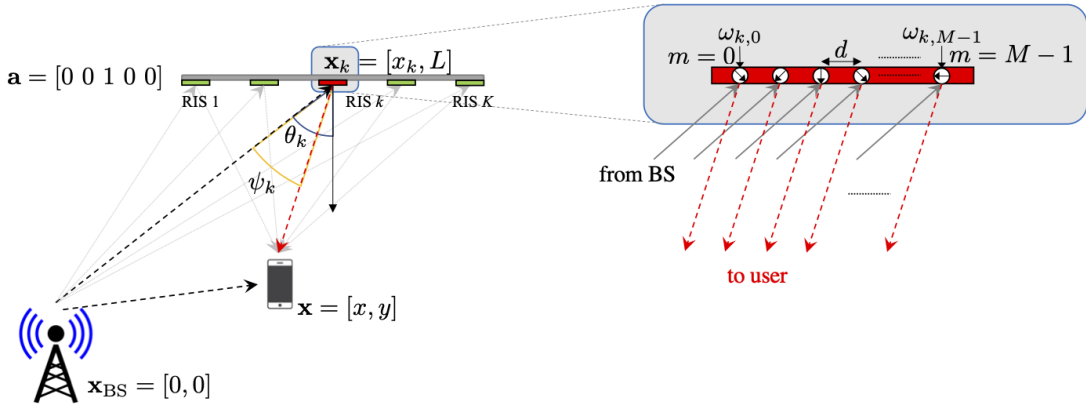 a = [0 0 1 0 0]
x_k = [x_k, L]
RIS 1
RIS k
RIS K
θ_k
ψ_k
x = [x, y]
x_BS = [0, 0]
ω_{k,0}
ω_{k,M−1}
m = 0
d
m = M − 1
from BS
to user